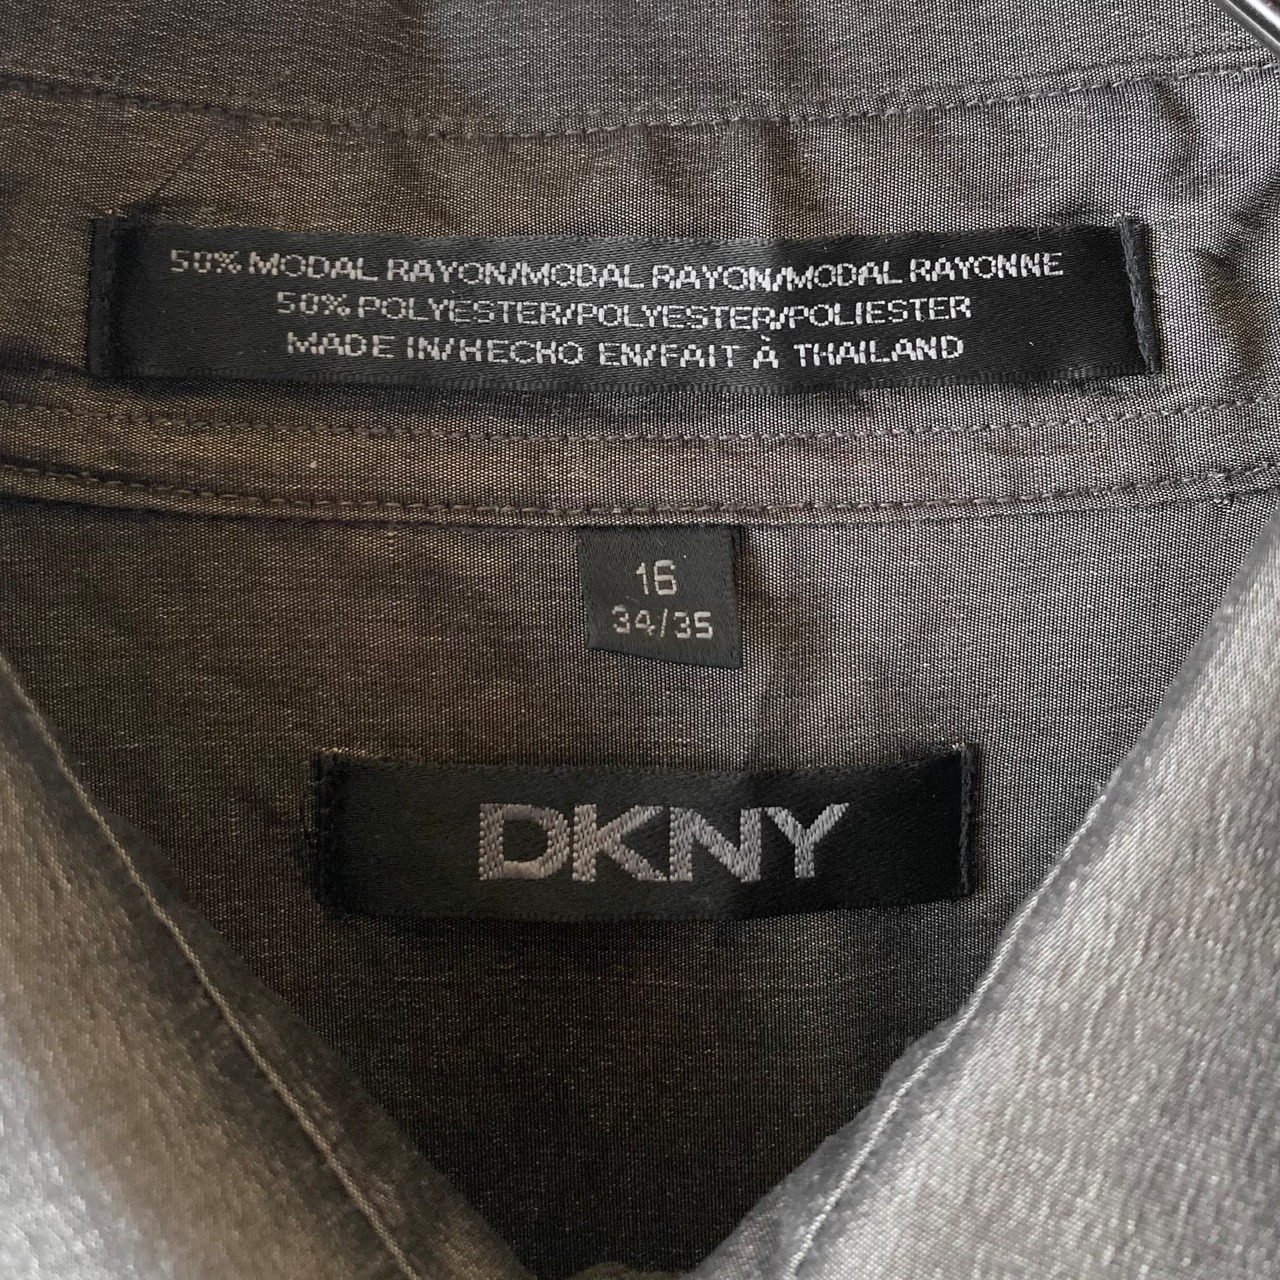 50% MODAL RAYON/MODAL RAYON/MODAL RAYONNE
50% POLYESTER/POLYESTER/POLIESTER
MADE IN/HECHO EN/FAIT À THAILAND
16
34/35
DKNY